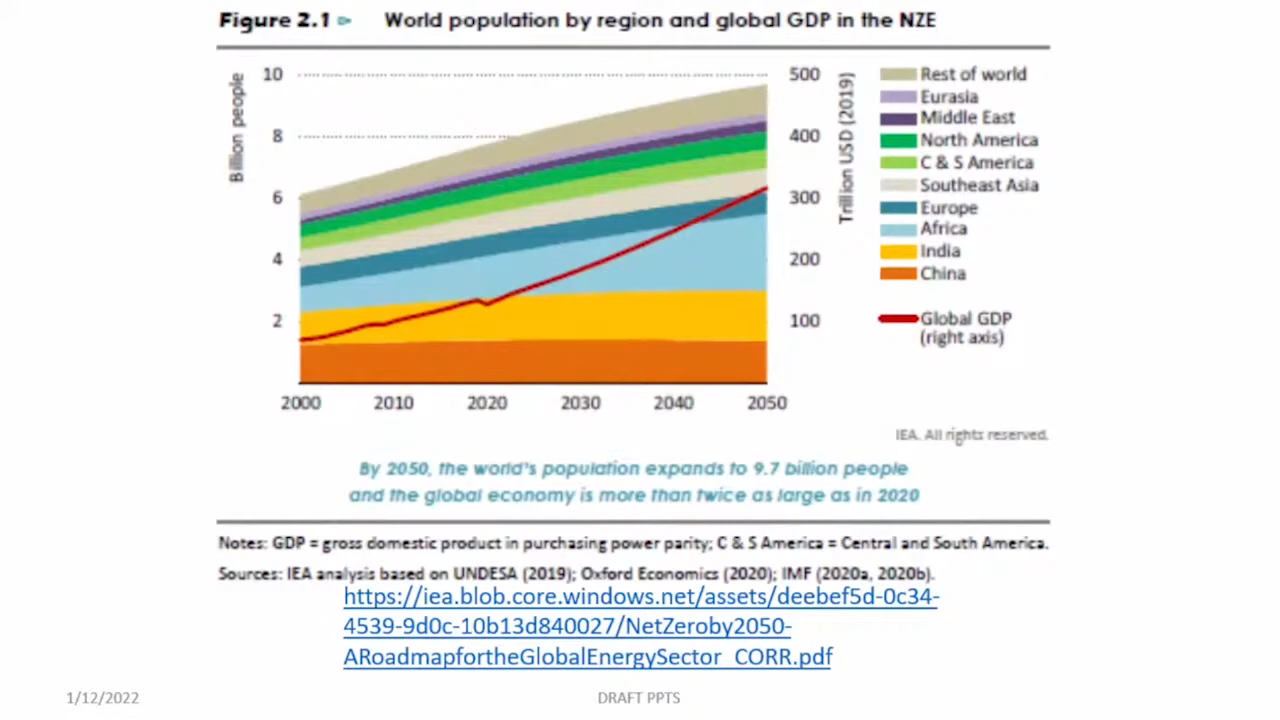 Figure 2.1 ▷ World population by region and global GDP in the NZE
Billion people
10
8
6
4
2
2000 2010 2020 2030 2040 2050
500
400
300
200
100
Trillion USD (2019)
Rest of world
Eurasia
Middle East
North America
C & S America
Southeast Asia
Europe
Africa
India
China
Global GDP
(right axis)
IEA. All rights reserved.
By 2050, the world's population expands to 9.7 billion people
and the global economy is more than twice as large as in 2020
Notes: GDP = gross domestic product in purchasing power parity; C & S America = Central and South America.
Sources: IEA analysis based on UNDESA (2019); Oxford Economics (2020); IMF (2020a, 2020b).
https://iea.blob.core.windows.net/assets/deebef5d-0c34-
4539-9d0c-10b13d840027/NetZeroby2050-
ARoadmapfortheGlobalEnergySector_CORR.pdf
1/12/2022 DRAFT PPTS